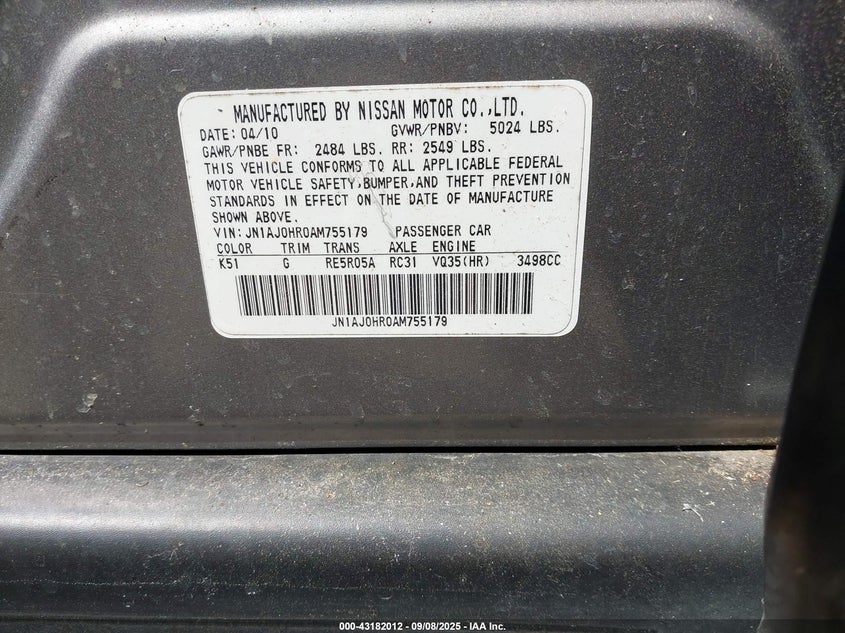 MANUFACTURED BY NISSAN MOTOR CO.,LTD.
DATE: 04/10 GVWR/PNBV: 5024 LBS.
GAWR/PNBE FR: 2484 LBS. RR: 2549 LBS.
THIS VEHICLE CONFORMS TO ALL APPLICABLE FEDERAL
MOTOR VEHICLE SAFETY,BUMPER,AND THEFT PREVENTION
STANDARDS IN EFFECT ON THE DATE OF MANUFACTURE
SHOWN ABOVE.
VIN: JN1AJ0HR0AM755179 PASSENGER CAR
COLOR TRIM TRANS AXLE ENGINE
K51 G RE5R05A RC31 VQ35(HR) 3498CC
JN1AJ0HR0AM755179
000-43182012 - 09/08/2025 - IAA Inc.